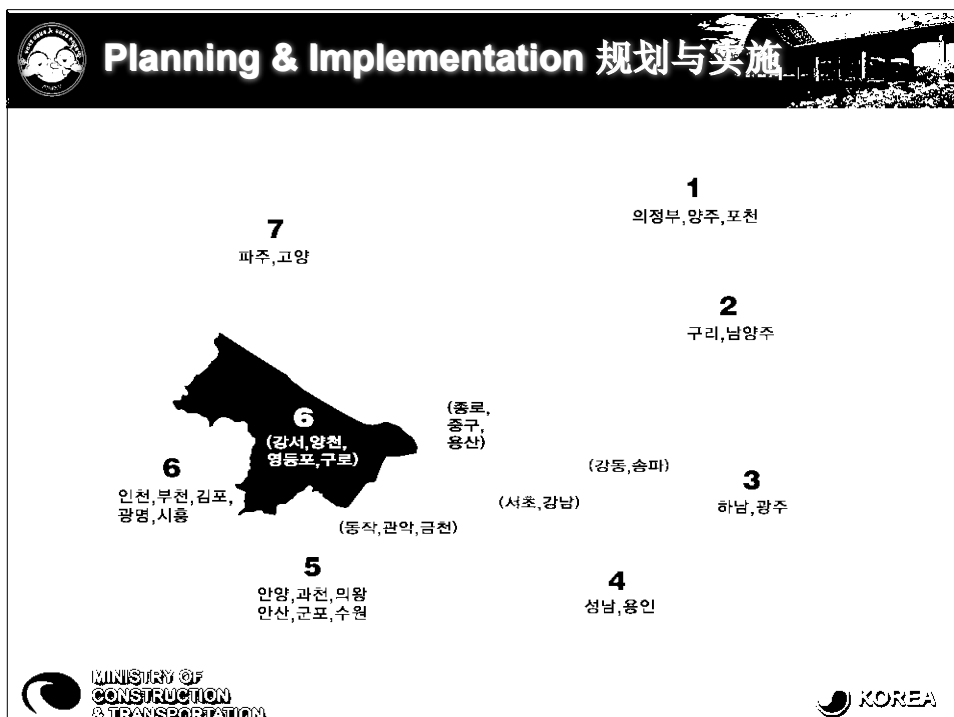 Planning & Implementation 规划与实施
1
의정부,양주,포천
7
파주,고양
2
구리,남양주
(종로,
중구,
용산)
6
(강서,양천,
영등포,구로)
(강동,송파)
6
인천,부천,김포,
광명,시흥
3
하남,광주
(서초,강남)
(동작,관악,금천)
5
안양,과천,의왕
안산,군포,수원
4
성남,용인
MINISTRY OF
CONSTRUCTION
& TRANSPORTATION
KOREA